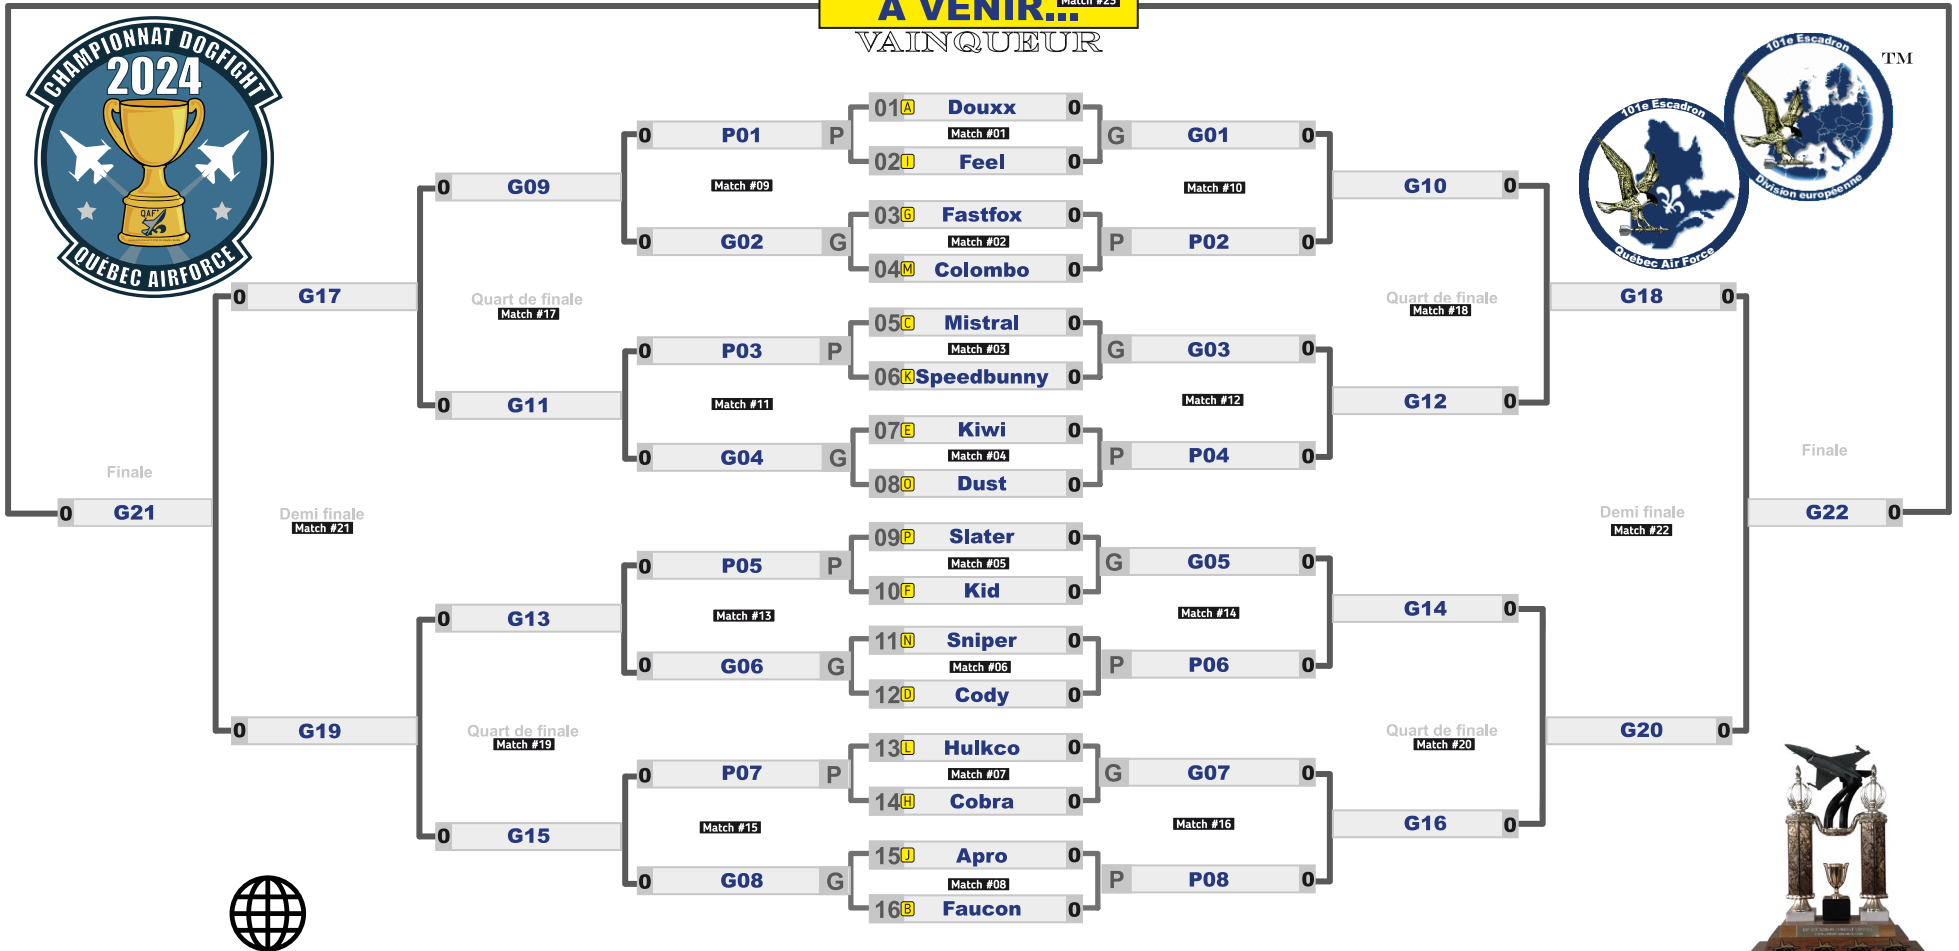 À VENIR...
Match #23
VAINQUEUR
CHAMPIONNAT DOGFIGHT
2024
QAF
QUÉBEC AIRFORCE
101e Escadron
Québec Air Force
101e Escadron
Division européenne
TM
01 A Douxx 0
Match #01
02 I Feel 0
03 G Fastfox 0
Match #02
04 M Colombo 0
05 C Mistral 0
Match #03
06 K Speedbunny 0
07 E Kiwi 0
Match #04
08 O Dust 0
09 P Slater 0
Match #05
10 F Kid 0
11 N Sniper 0
Match #06
12 D Cody 0
13 L Hulkco 0
Match #07
14 H Cobra 0
15 J Apro 0
Match #08
16 B Faucon 0
0 P01 P
Match #09
0 G02 G
0 P03 P
Match #11
0 G04 G
0 P05 P
Match #13
0 G06 G
0 P07 P
Match #15
0 G08 G
0 G09
Quart de finale
Match #17
0 G11
0 G13
Quart de finale
Match #19
0 G15
0 G17
Demi finale
Match #21
0 G19
Finale
0 G21
G G01 0
Match #10
P P02 0
G G03 0
Match #12
P P04 0
G G05 0
Match #14
P P06 0
G G07 0
Match #16
P P08 0
G10 0
Quart de finale
Match #18
G12 0
G14 0
Quart de finale
Match #20
G16 0
G18 0
Demi finale
Match #22
G20 0
Finale
G22 0